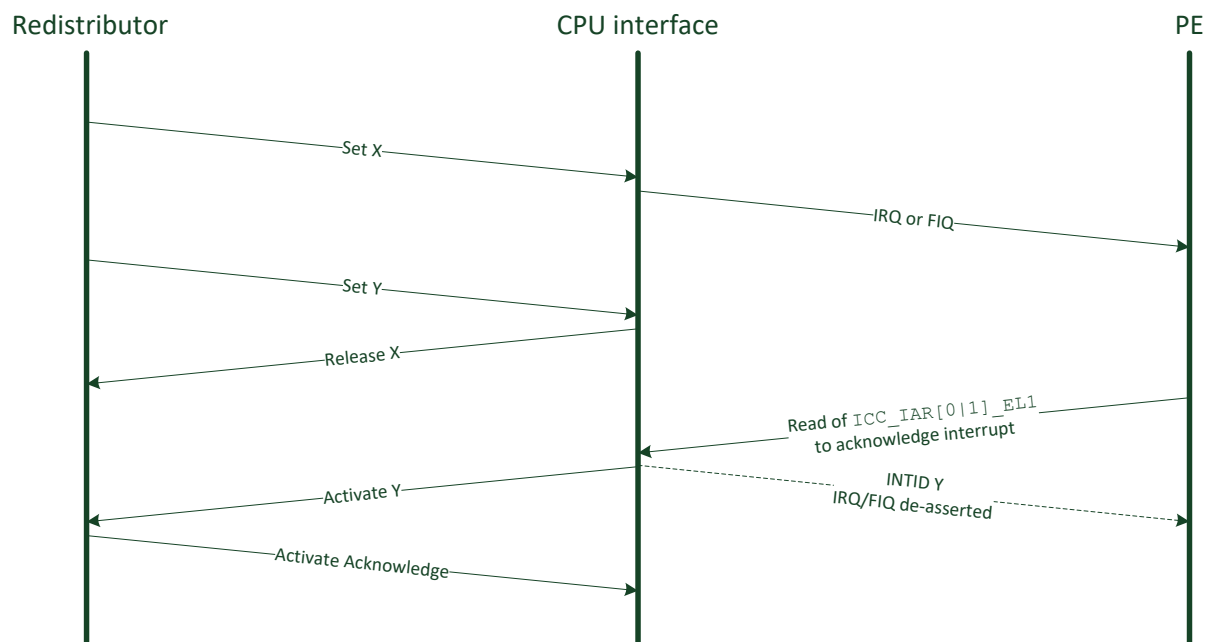 Redistributor
CPU interface
PE
Set X
IRQ or FIQ
Set Y
Release X
Read of ICC_IAR[0|1]_EL1
to acknowledge interrupt
INTID Y
IRQ/FIQ de-asserted
Activate Y
Activate Acknowledge